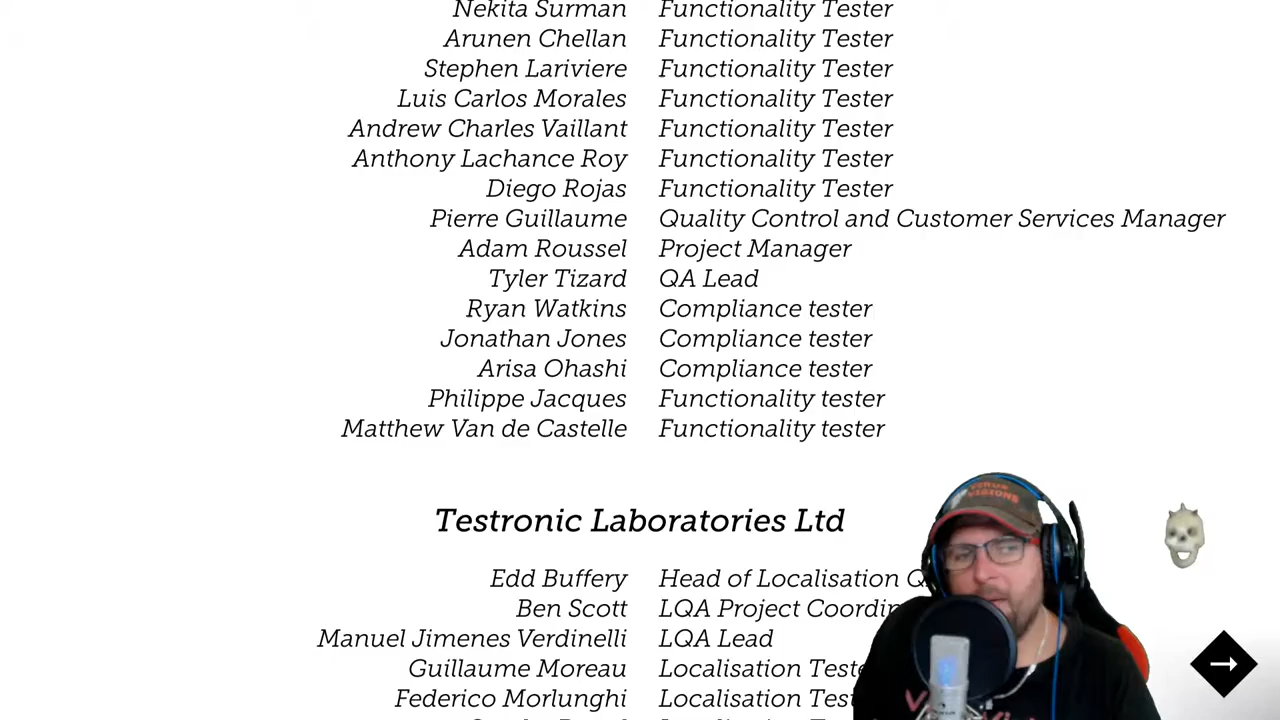 Nekita Surman Functionality Tester
Arunen Chellan Functionality Tester
Stephen Lariviere Functionality Tester
Luis Carlos Morales Functionality Tester
Andrew Charles Vaillant Functionality Tester
Anthony Lachance Roy Functionality Tester
Diego Rojas Functionality Tester
Pierre Guillaume Quality Control and Customer Services Manager
Adam Roussel Project Manager
Tyler Tizard QA Lead
Ryan Watkins Compliance tester
Jonathan Jones Compliance tester
Arisa Ohashi Compliance tester
Philippe Jacques Functionality tester
Matthew Van de Castelle Functionality tester
Testronic Laboratories Ltd
Edd Buffery Head of Localisation
Ben Scott LQA Project
Manuel Jimenes Verdinelli LQA Lead
Guillaume Moreau Localisation
Federico Morlunghi Localisation